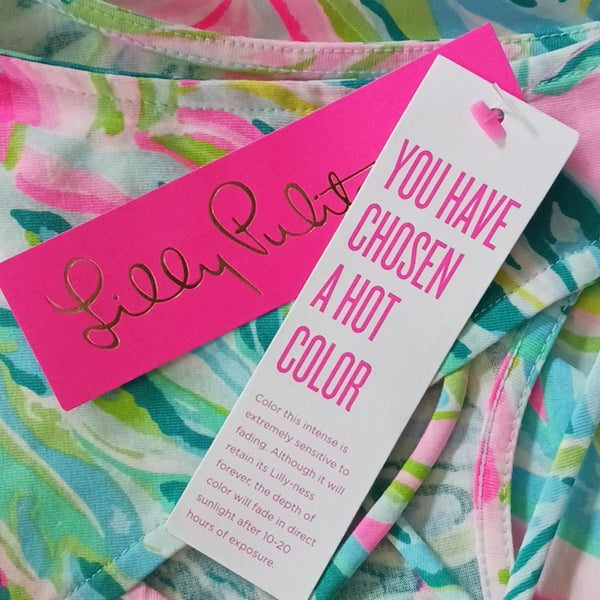 Lilly Pulit
YOU HAVE
CHOSEN
A HOT
COLOR
Color this intense is
extremely sensitive to
fading. Although it will
retain its Lilly-ness
forever, the depth of
color will fade in direct
sunlight after 10-20
hours of exposure.